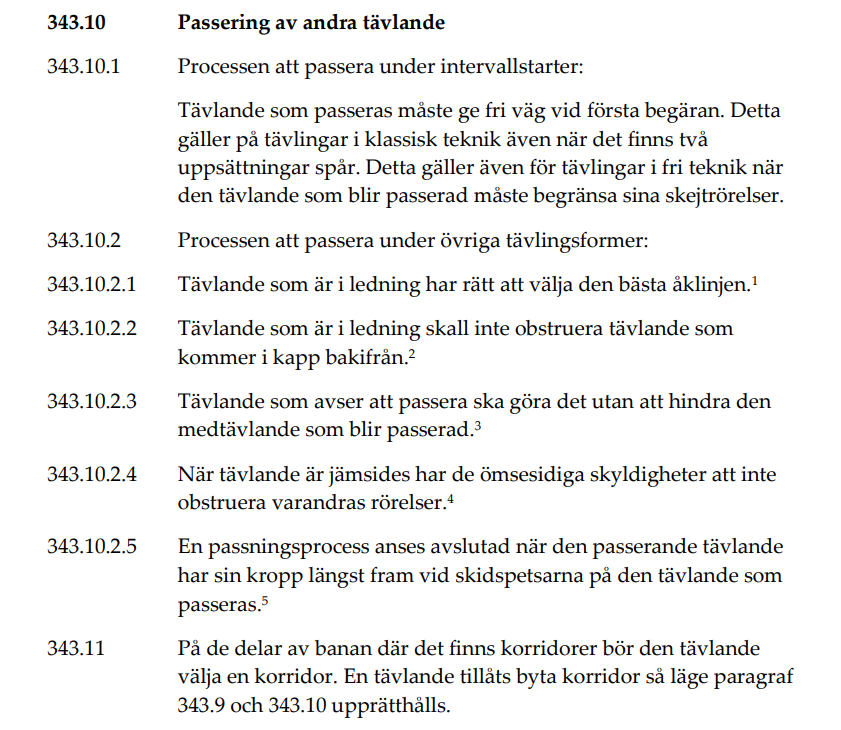 343.10 Passering av andra tävlande
343.10.1 Processen att passera under intervallstarter:
Tävlande som passeras måste ge fri väg vid första begäran. Detta
gäller på tävlingar i klassisk teknik även när det finns två
uppsättningar spår. Detta gäller även för tävlingar i fri teknik när
den tävlande som blir passerad måste begränsa sina skejtrörelser.
343.10.2 Processen att passera under övriga tävlingsformer:
343.10.2.1 Tävlande som är i ledning har rätt att välja den bästa åklinjen.¹
343.10.2.2 Tävlande som är i ledning skall inte obstruera tävlande som
kommer i kapp bakifrån.²
343.10.2.3 Tävlande som avser att passera ska göra det utan att hindra den
medtävlande som blir passerad.³
343.10.2.4 När tävlande är jämsides har de ömsesidiga skyldigheter att inte
obstruera varandras rörelser.⁴
343.10.2.5 En passningsprocess anses avslutad när den passerande tävlande
har sin kropp längst fram vid skidspetsarna på den tävlande som
passeras.⁵
343.11 På de delar av banan där det finns korridorer bör den tävlande
välja en korridor. En tävlande tillåts byta korridor så läge paragraf
343.9 och 343.10 upprätthålls.